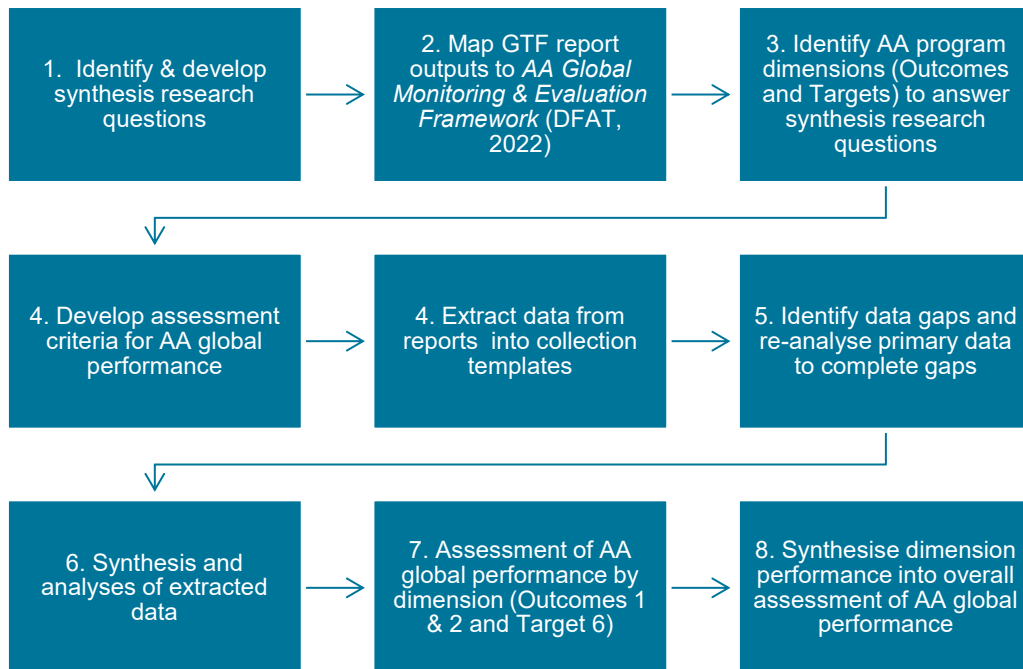 1. Identify & develop
synthesis research
questions
2. Map GTF report
outputs to AA Global
Monitoring & Evaluation
Framework (DFAT,
2022)
3. Identify AA program
dimensions (Outcomes
and Targets) to answer
synthesis research
questions
4. Develop assessment
criteria for AA global
performance
4. Extract data from
reports into collection
templates
5. Identify data gaps and
re-analyse primary data
to complete gaps
6. Synthesis and
analyses of extracted
data
7. Assessment of AA
global performance by
dimension (Outcomes 1
& 2 and Target 6)
8. Synthesise dimension
performance into overall
assessment of AA global
performance